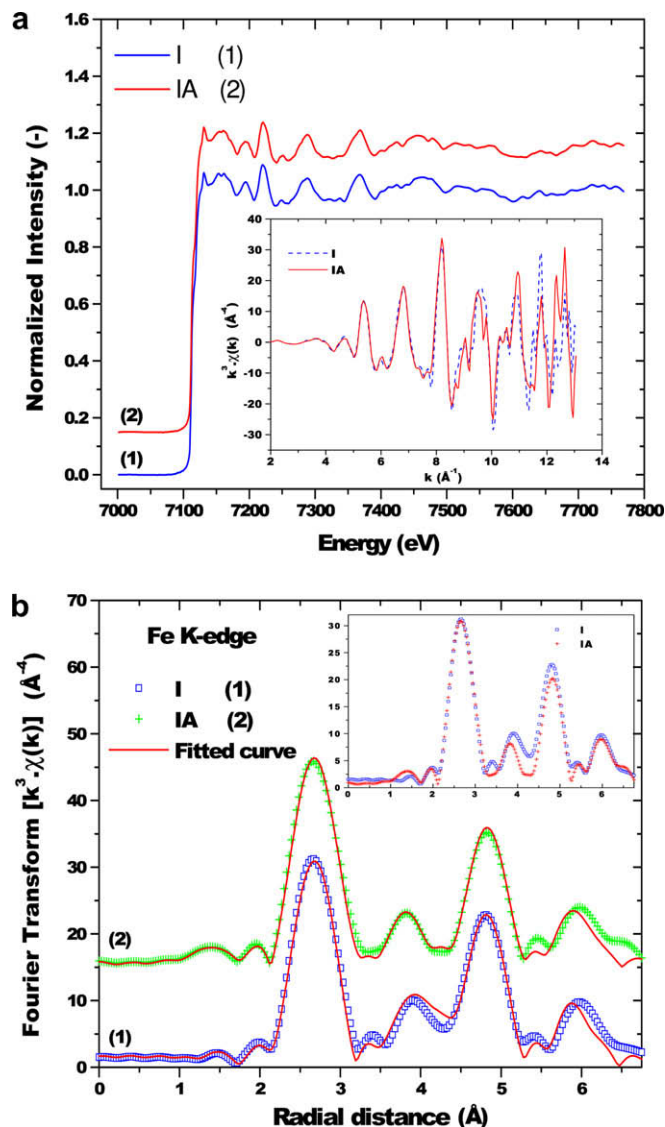 a
1.6
1.4
1.2
1.0
0.8
0.6
0.4
0.2
0.0
Normalized Intensity (-)
I (1)
IA (2)
(2)
(1)
40
30
20
10
0
-10
-20
-30
k³.χ(k) (Å⁻⁴)
I
IA
2 4 6 8 10 12 14
k (Å⁻¹)
7000 7100 7200 7300 7400 7500 7600 7700 7800
Energy (eV)
b
70
60
50
40
30
20
10
0
Fourier Transform [k³.χ(k)] (Å⁻⁴)
Fe K-edge
I (1)
IA (2)
Fitted curve
(2)
(1)
30
25
20
15
10
5
0
I
IA
0 1 2 3 4 5 6
0 1 2 3 4 5 6
Radial distance (Å)